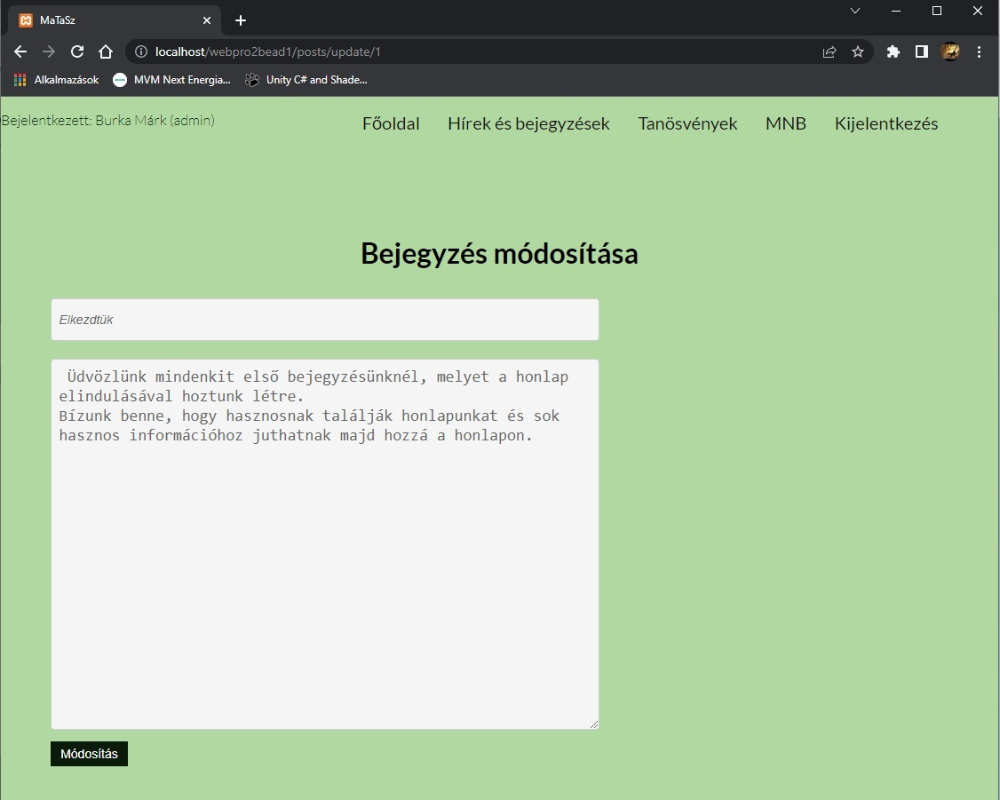 MaTaSz
localhost/webpro2bead1/posts/update/1
Alkalmazások MVM Next Energia... Unity C# and Shade...
Bejelentkezett: Burka Márk (admin) Főoldal Hírek és bejegyzések Tanösvények MNB Kijelentkezés
Bejegyzés módosítása
Elkezdtük
Üdvözlünk mindenkit első bejegyzésünknél, melyet a honlap
elindulásával hoztunk létre.
Bízunk benne, hogy hasznosnak találják honlapunkat és sok
hasznos információhoz juthatnak majd hozzá a honlapon.
Módosítás